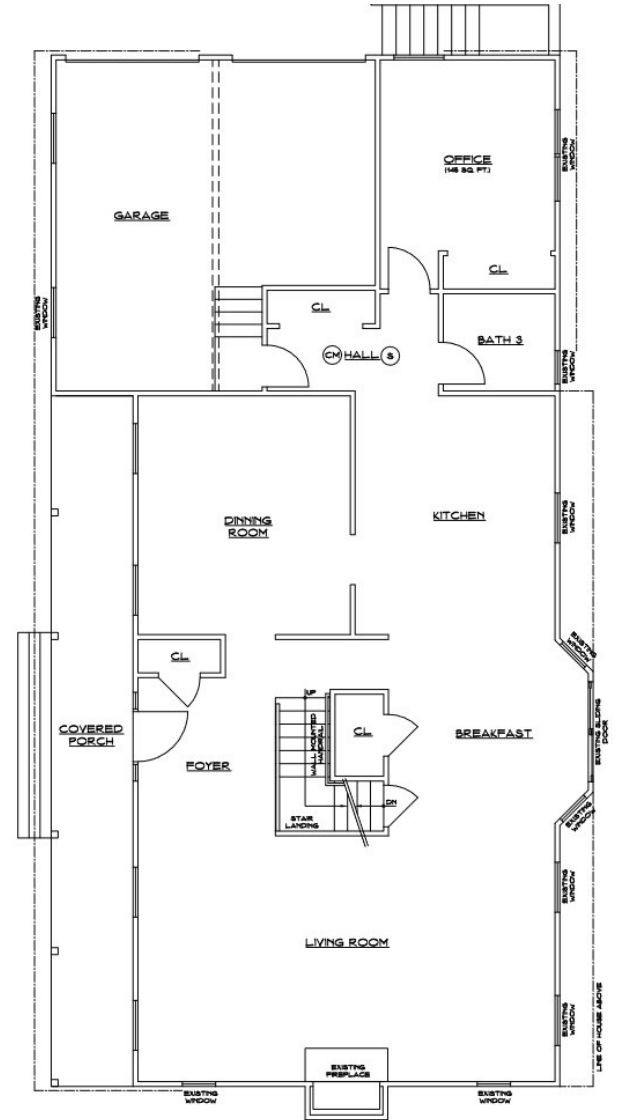 OFFICE
(146 SQ. FT.)
EXISTING
WINDOW
GARAGE
CL
EXISTING
WINDOW
CL
CM HALL S
BATH 3
EXISTING
WINDOW
DINNING
ROOM
KITCHEN
EXISTING
WINDOW
EXISTING
WINDOW
CL
UP
WALL MOUNTED
HANDRAIL
CL
COVERED
PORCH
FOYER
BREAKFAST
EXISTING SLIDING
DOOR
DN
STAIR
LANDING
EXISTING
WINDOW
EXISTING
WINDOW
LIVING ROOM
LINE OF HOUSE ABOVE
EXISTING
WINDOW
EXISTING
FIREPLACE
EXISTING
WINDOW
EXISTING
WINDOW